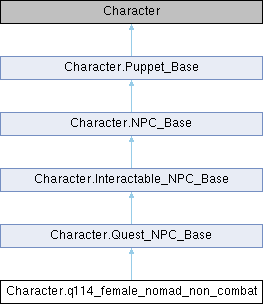 Character
Character.Puppet_Base
Character.NPC_Base
Character.Interactable_NPC_Base
Character.Quest_NPC_Base
Character.q114_female_nomad_non_combat